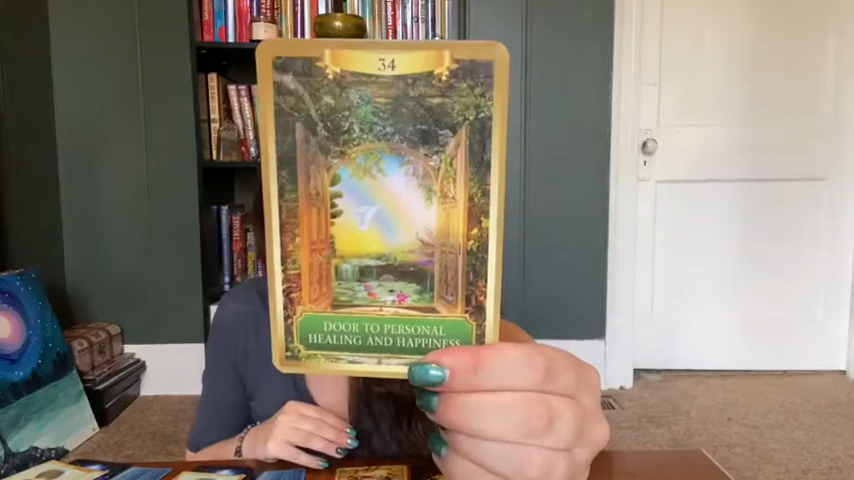 34
DOOR TO PERSONAL
HEALING AND HAPPINESS